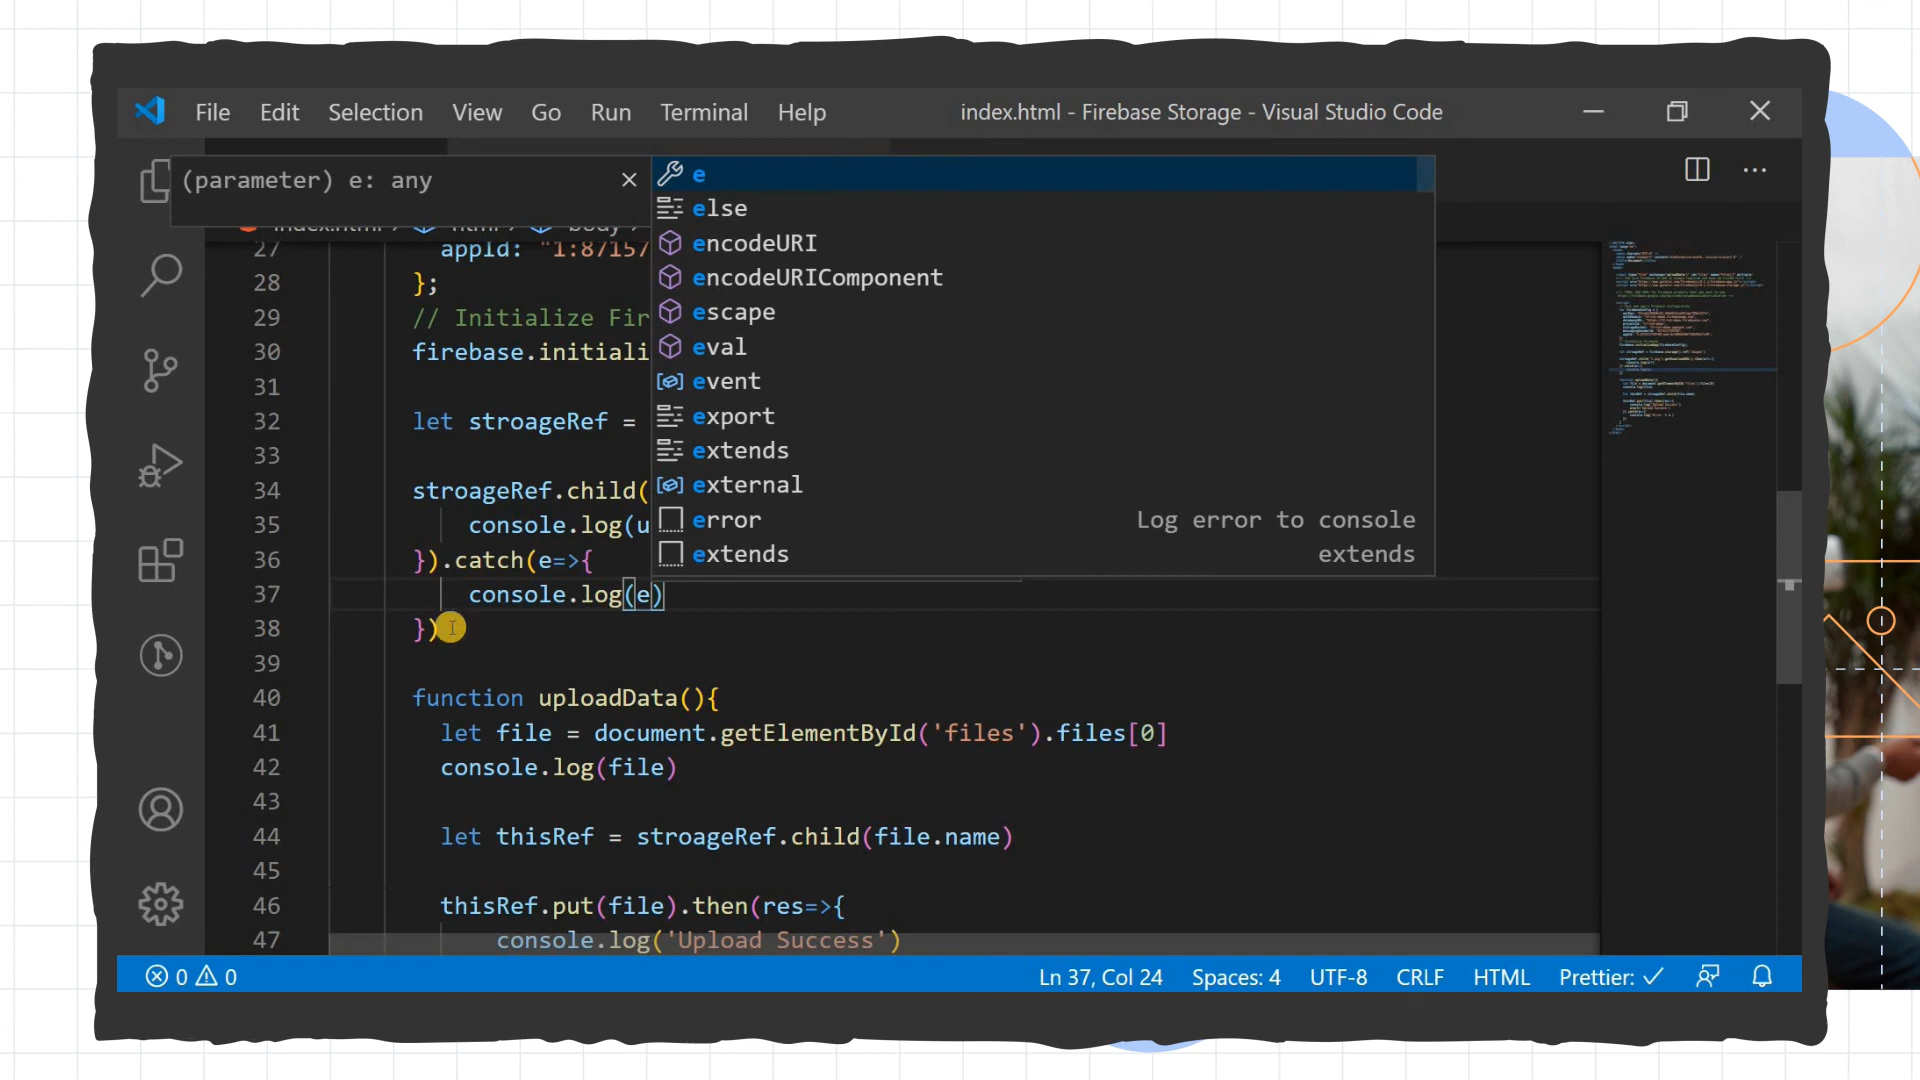 File Edit Selection View Go Run Terminal Help index.html - Firebase Storage - Visual Studio Code
(parameter) e: any
e
else
encodeURI
encodeURIComponent
escape
eval
event
export
extends
external
error Log error to console
extends extends
27 appId: "1:87157
28 };
29 // Initialize Fir
30 firebase.initiali
31
32 let stroageRef =
33
34 stroageRef.child(
35 console.log(u
36 }).catch(e=>{
37 console.log(e)
38 })
39
40 function uploadData(){
41 let file = document.getElementById('files').files[0]
42 console.log(file)
43
44 let thisRef = stroageRef.child(file.name)
45
46 thisRef.put(file).then(res=>{
47 console.log('Upload Success')
0 0 Ln 37, Col 24 Spaces: 4 UTF-8 CRLF HTML Prettier: ✓